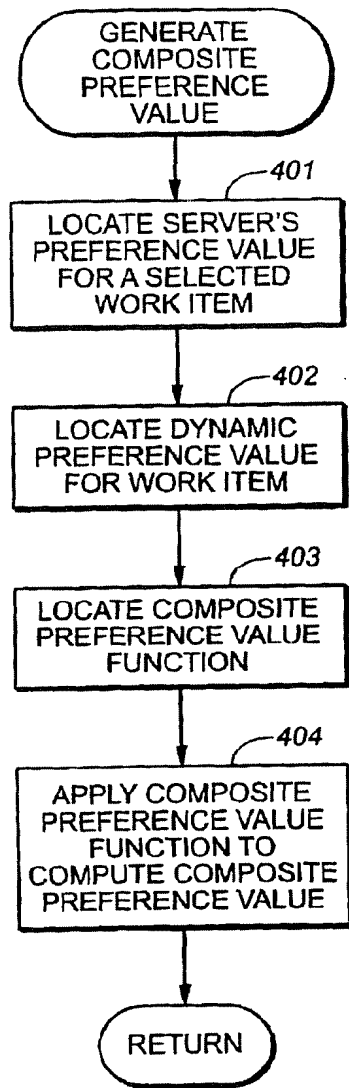 GENERATE
COMPOSITE
PREFERENCE
VALUE
401
LOCATE SERVER'S
PREFERENCE VALUE
FOR A SELECTED
WORK ITEM
402
LOCATE DYNAMIC
PREFERENCE VALUE
FOR WORK ITEM
403
LOCATE COMPOSITE
PREFERENCE VALUE
FUNCTION
404
APPLY COMPOSITE
PREFERENCE VALUE
FUNCTION TO
COMPUTE COMPOSITE
PREFERENCE VALUE
RETURN